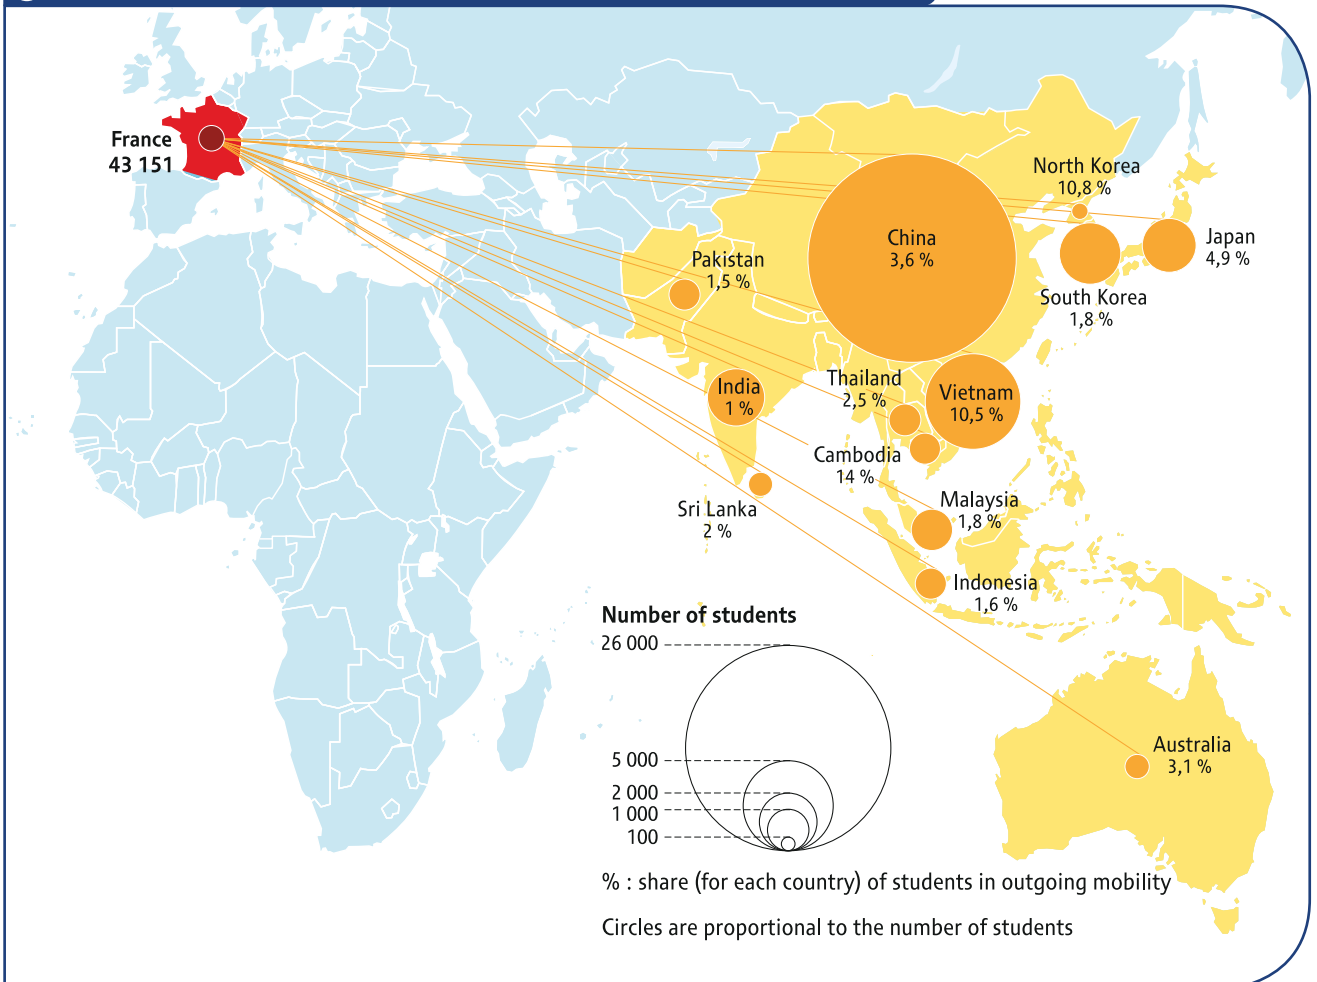 France
43 151
North Korea
10,8 %
China
3,6 %
Japan
4,9 %
Pakistan
1,5 %
South Korea
1,8 %
India
1 %
Thailand
2,5 %
Vietnam
10,5 %
Cambodia
14 %
Sri Lanka
2 %
Malaysia
1,8 %
Indonesia
1,6 %
Number of students
26 000
5 000
2 000
1 000
100
Australia
3,1 %
% : share (for each country) of students in outgoing mobility
Circles are proportional to the number of students